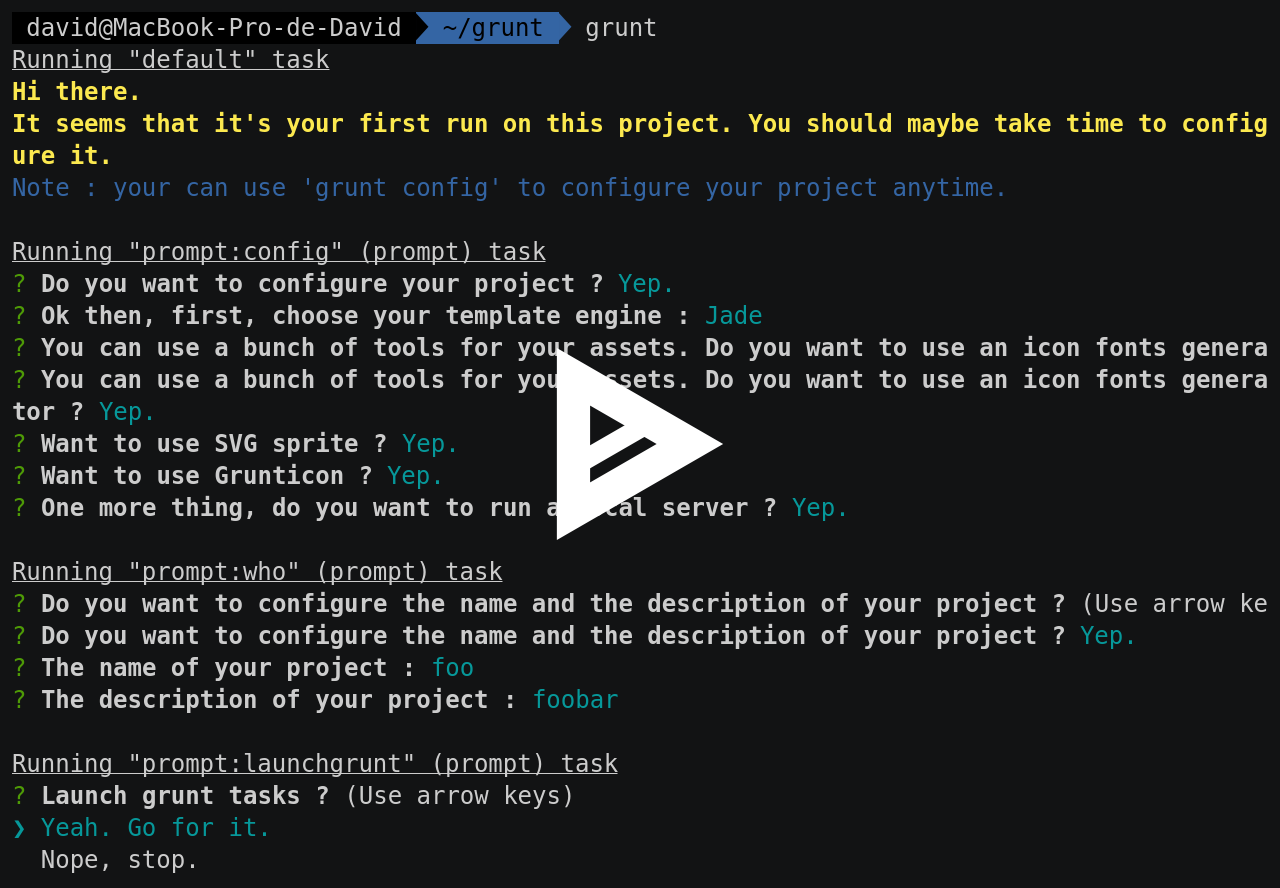 david@MacBook-Pro-de-David ~/grunt grunt
Running "default" task
Hi there.
It seems that it's your first run on this project. You should maybe take time to config
ure it.
Note : your can use 'grunt config' to configure your project anytime.
Running "prompt:config" (prompt) task
? Do you want to configure your project ? Yep.
? Ok then, first, choose your template engine : Jade
? You can use a bunch of tools for your assets. Do you want to use an icon fonts genera
? You can use a bunch of tools for your assets. Do you want to use an icon fonts genera
tor ? Yep.
? Want to use SVG sprite ? Yep.
? Want to use Grunticon ? Yep.
? One more thing, do you want to run a local server ? Yep.
Running "prompt:who" (prompt) task
? Do you want to configure the name and the description of your project ? (Use arrow ke
? Do you want to configure the name and the description of your project ? Yep.
? The name of your project : foo
? The description of your project : foobar
Running "prompt:launchgrunt" (prompt) task
? Launch grunt tasks ? (Use arrow keys)
❯ Yeah. Go for it.
Nope, stop.